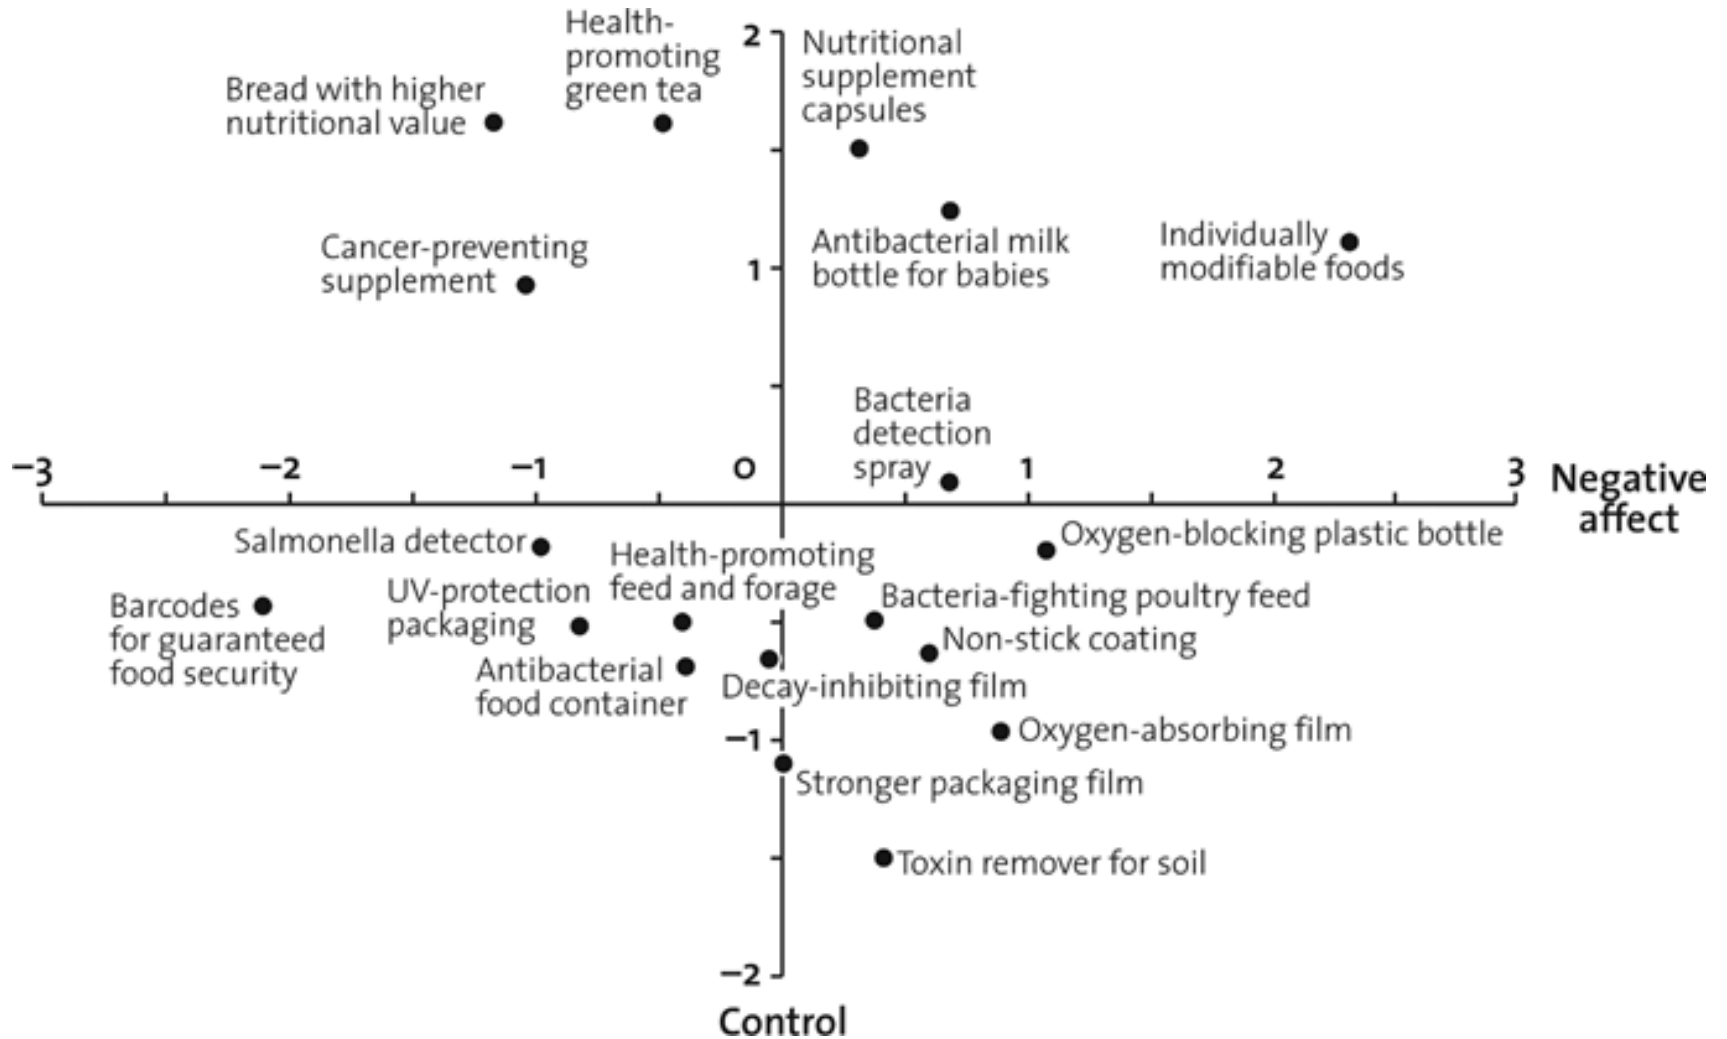 Health-
promoting
green tea
2
Nutritional
supplement
capsules
Bread with higher
nutritional value
Cancer-preventing
supplement
1
Antibacterial milk
bottle for babies
Individually
modifiable foods
Bacteria
detection
spray
−3
−2
−1
0
1
2
3
Negative
affect
Salmonella detector
Health-promoting
feed and forage
Oxygen-blocking plastic bottle
Barcodes
for guaranteed
food security
UV-protection
packaging
Bacteria-fighting poultry feed
Non-stick coating
Antibacterial
food container
Decay-inhibiting film
−1
Oxygen-absorbing film
Stronger packaging film
Toxin remover for soil
−2
Control